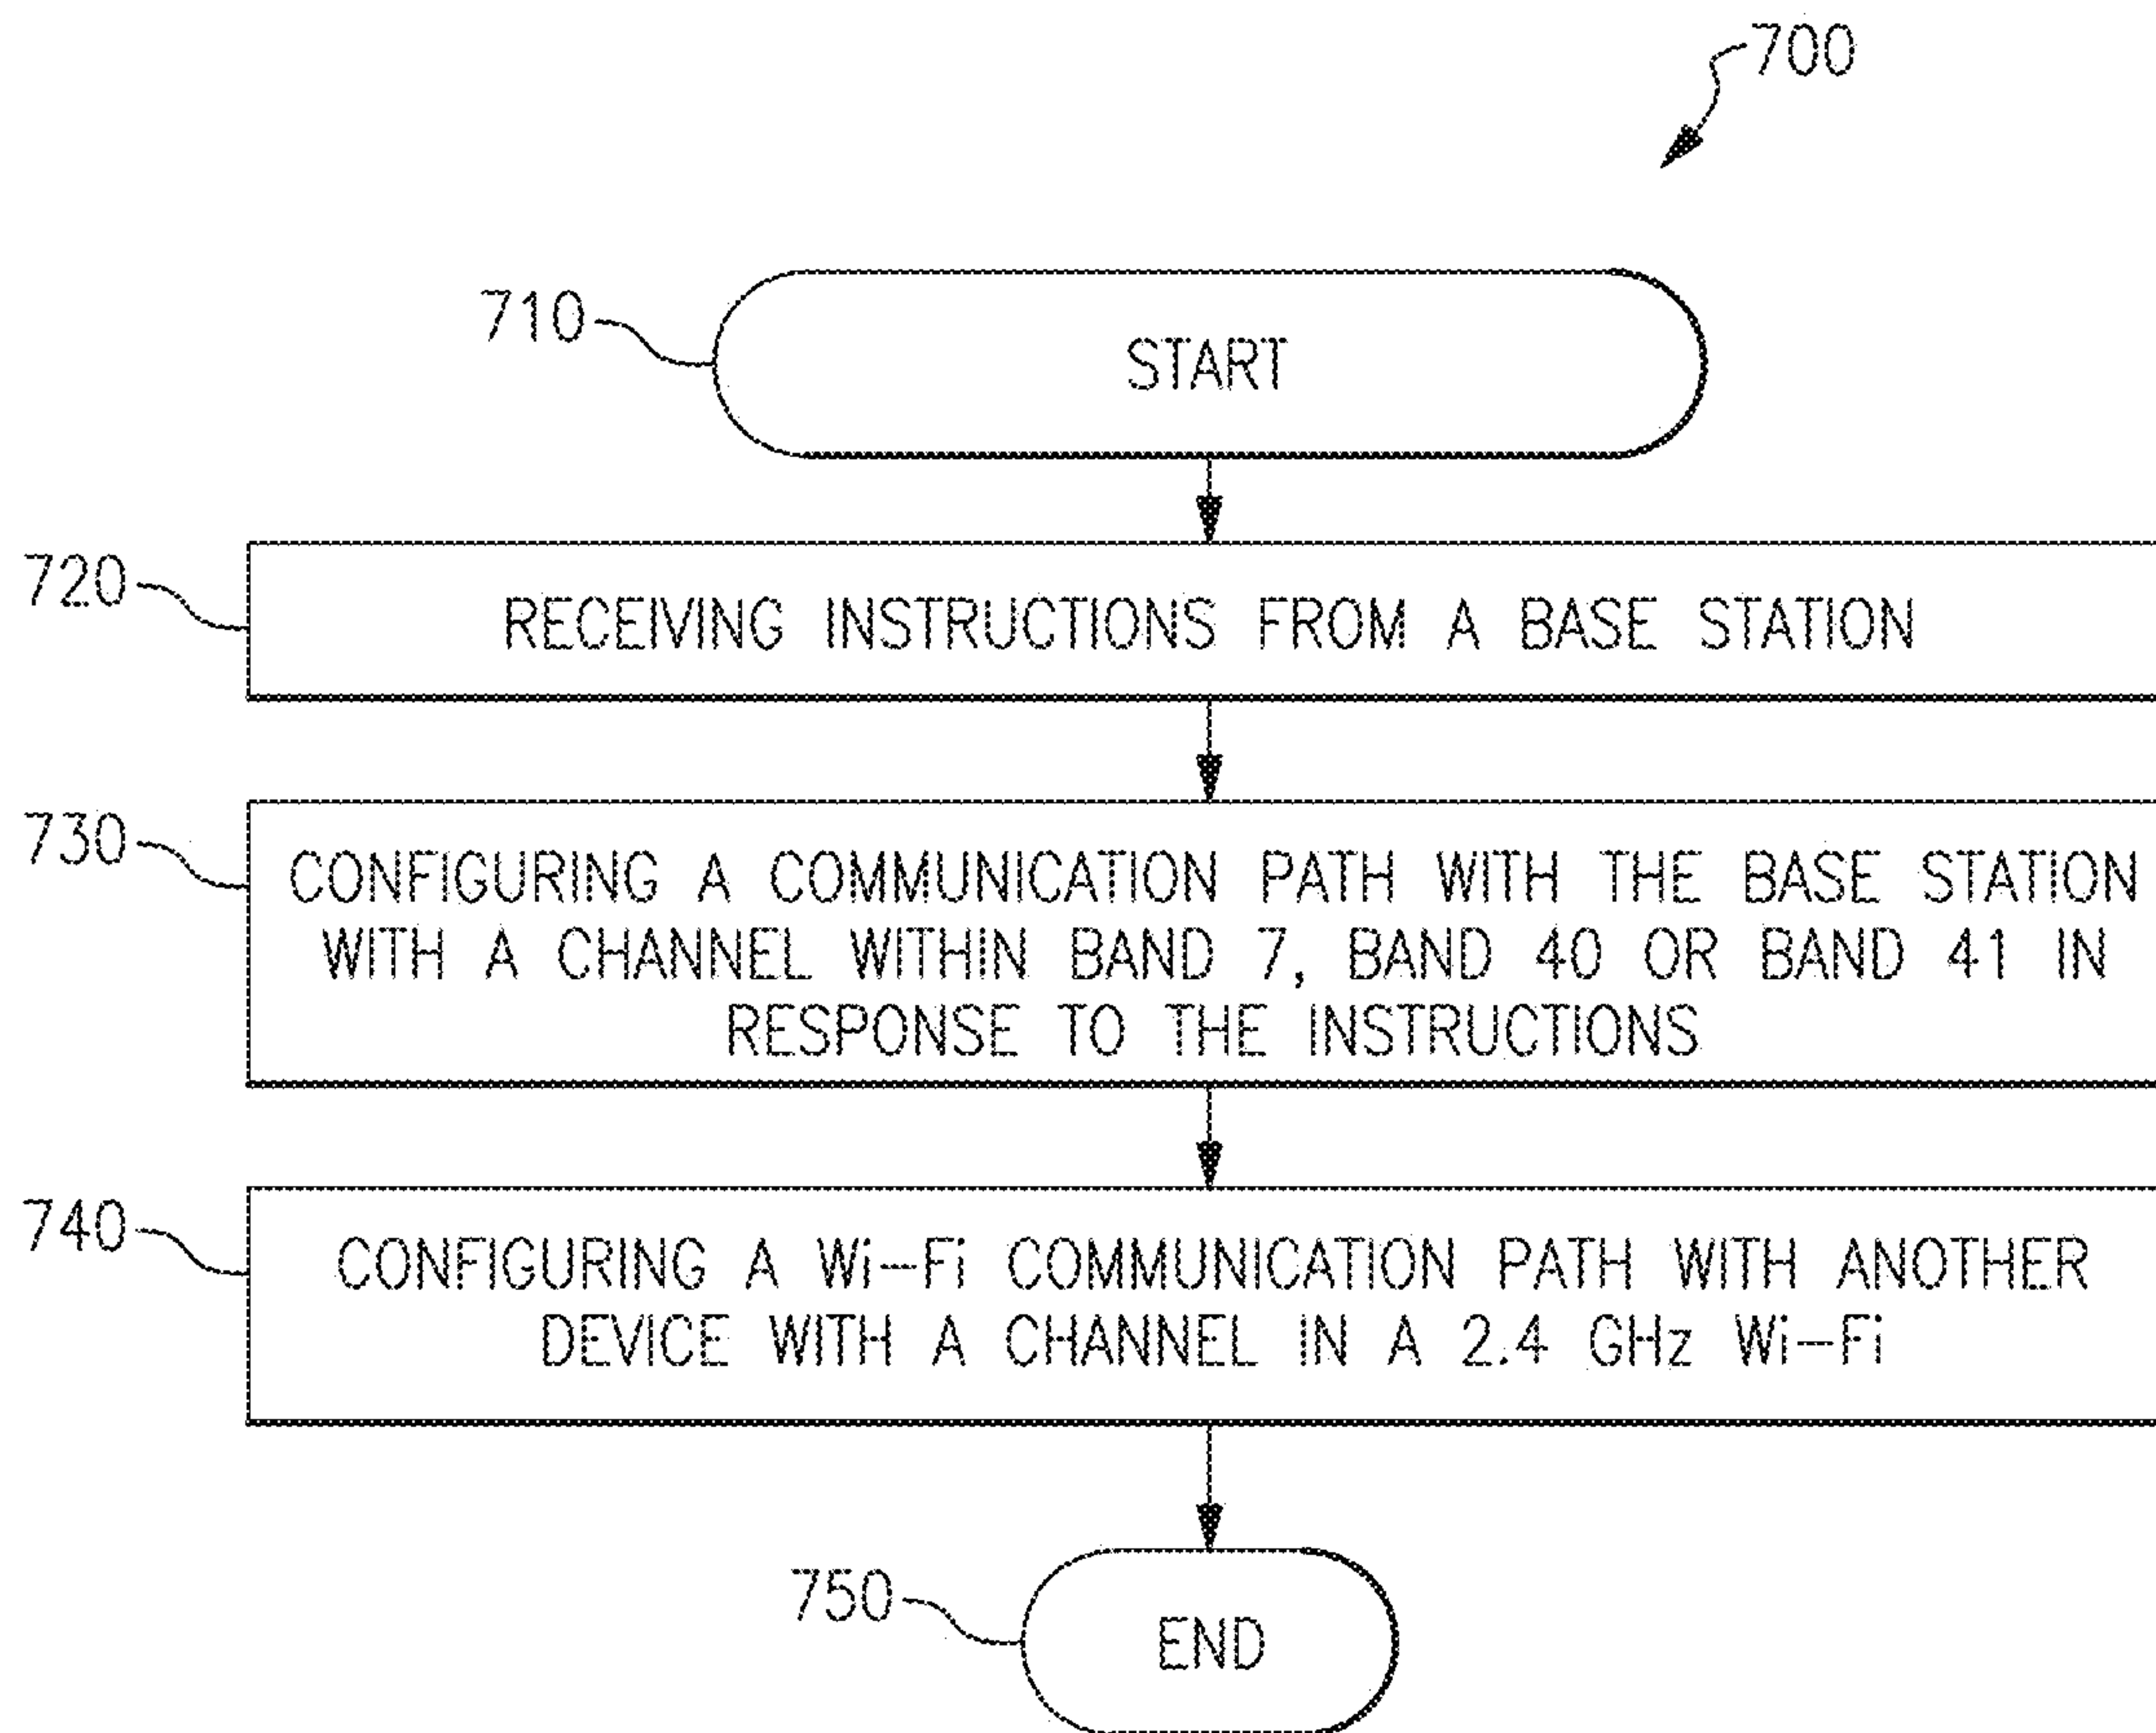 700
710
START
720
RECEIVING INSTRUCTIONS FROM A BASE STATION
730
CONFIGURING A COMMUNICATION PATH WITH THE BASE STATION
WITH A CHANNEL WITHIN BAND 7, BAND 40 OR BAND 41 IN
RESPONSE TO THE INSTRUCTIONS
740
CONFIGURING A Wi-Fi COMMUNICATION PATH WITH ANOTHER
DEVICE WITH A CHANNEL IN A 2.4 GHz Wi-Fi
750
END